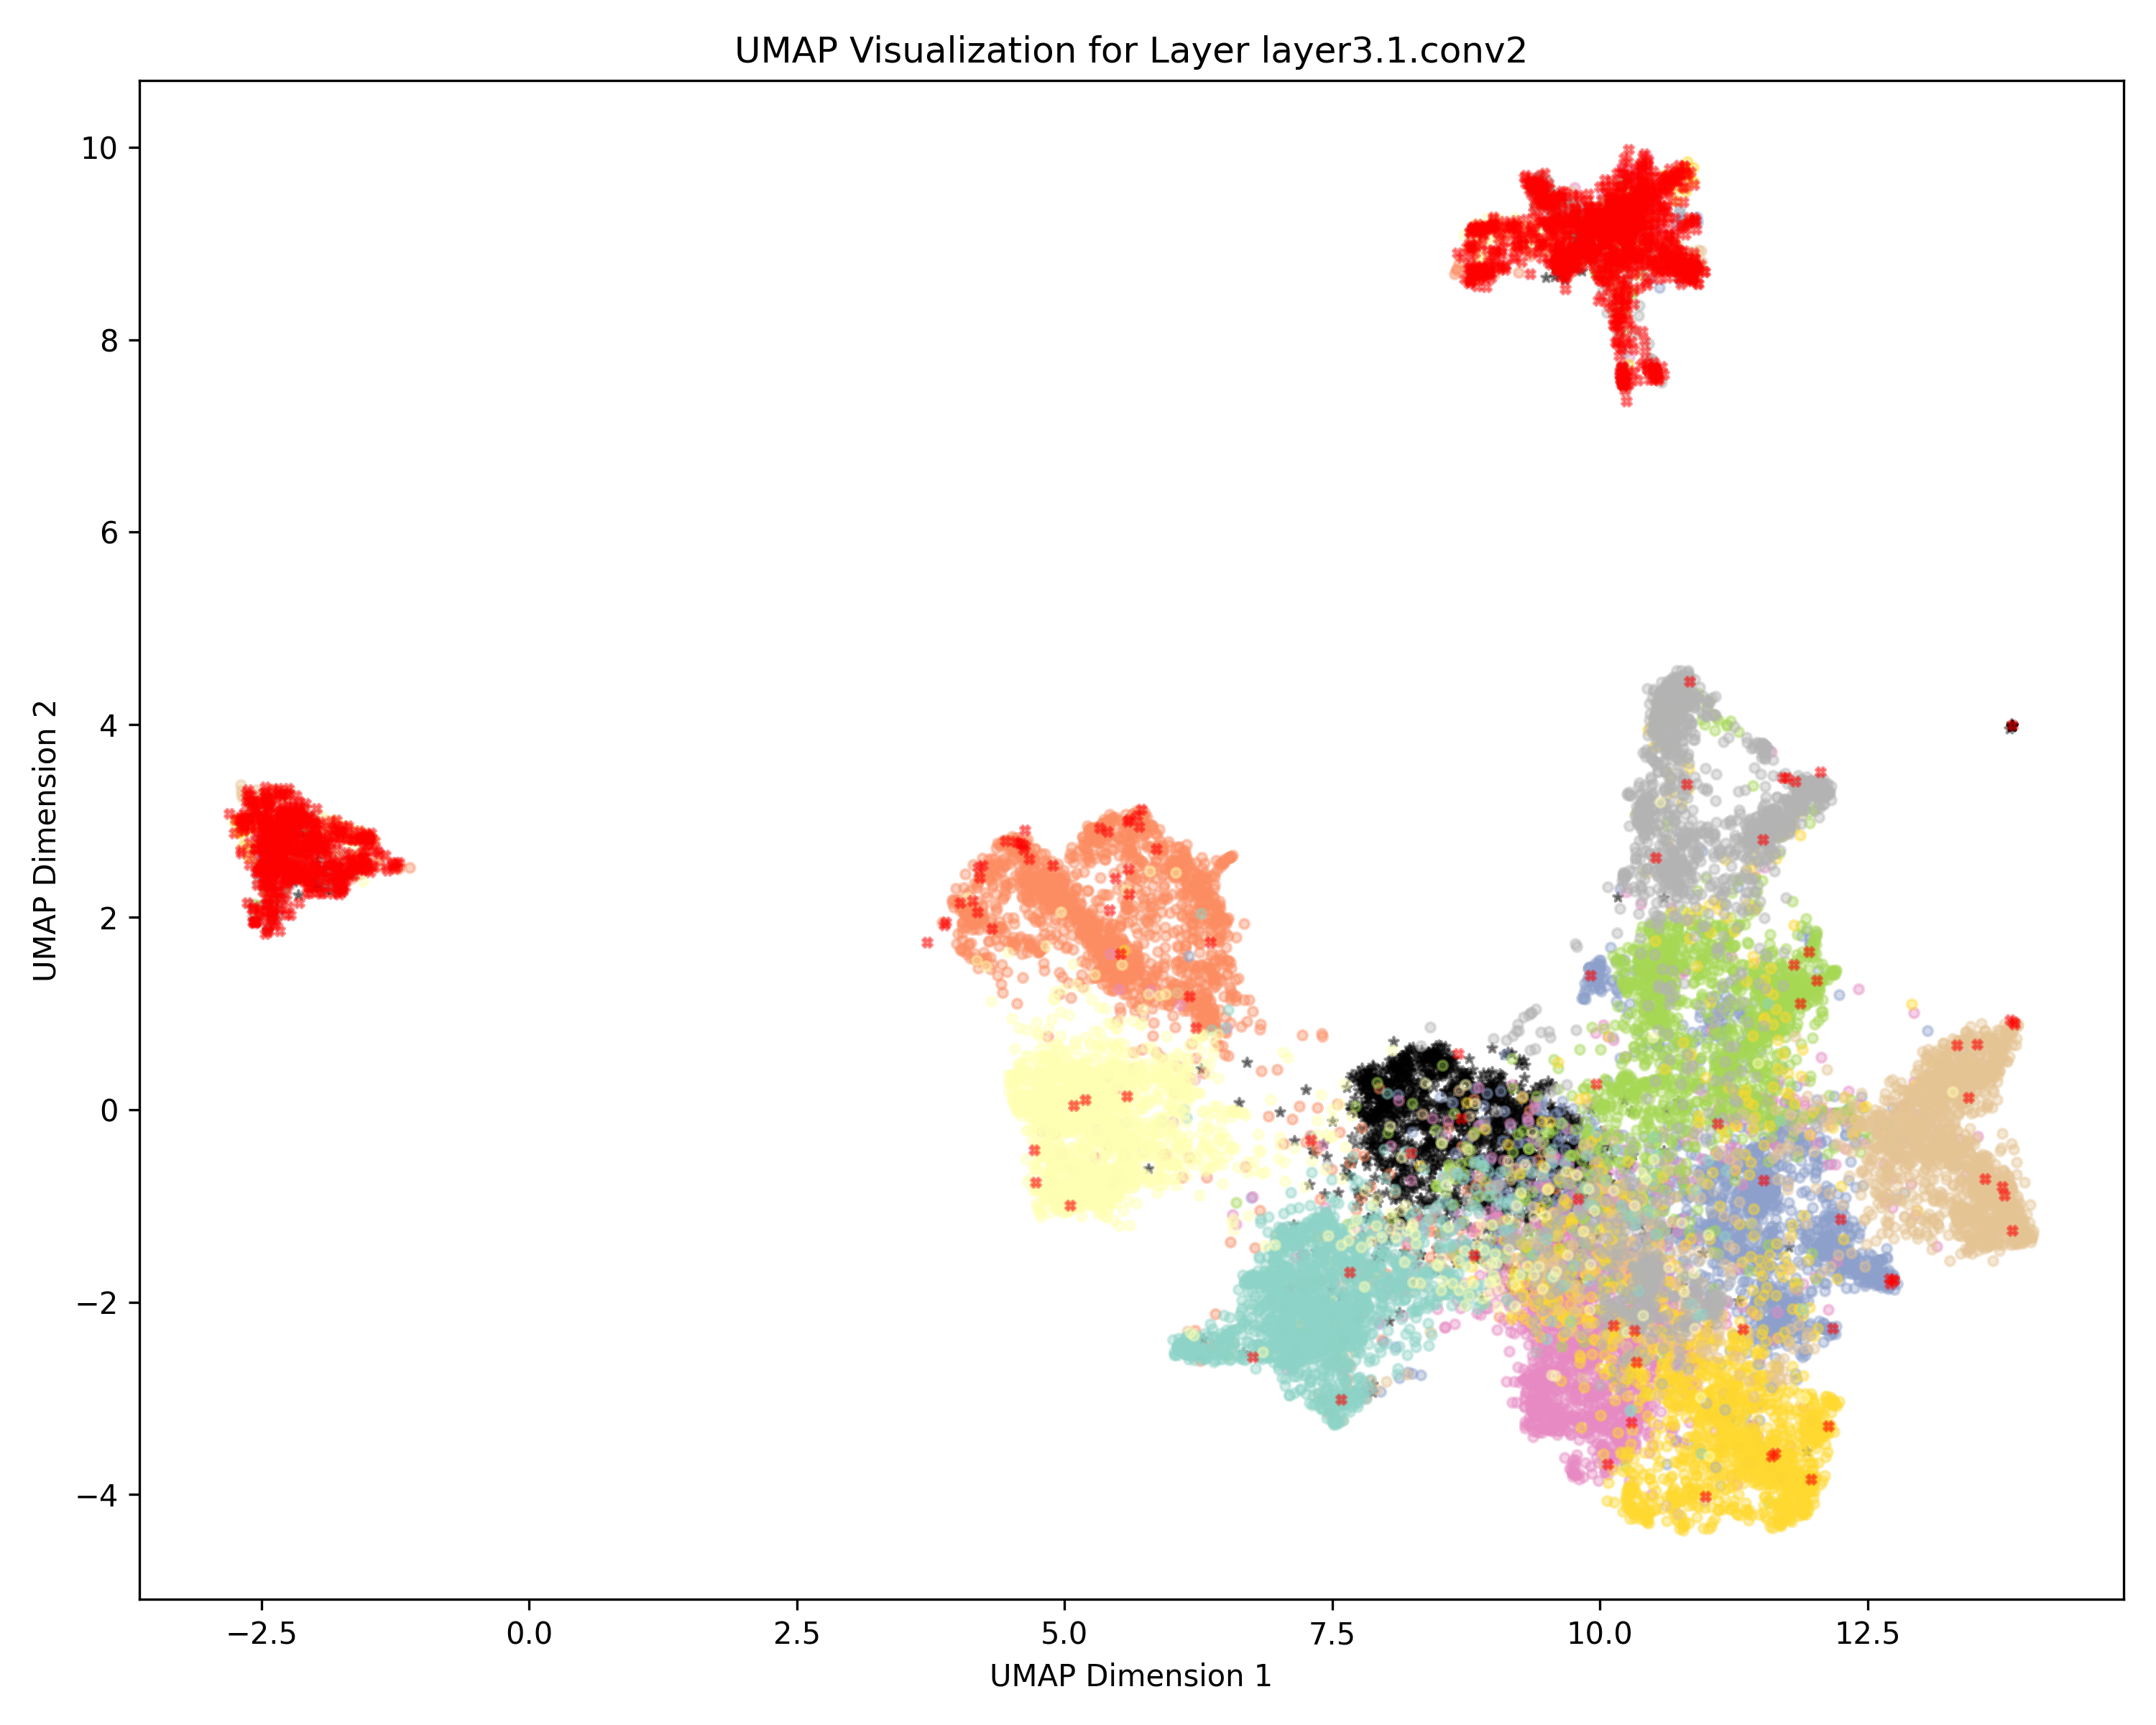 UMAP Visualization for Layer layer3.1.conv2
10
8
6
4
2
0
−2
−4
UMAP Dimension 2
−2.5 0.0 2.5 5.0 7.5 10.0 12.5
UMAP Dimension 1